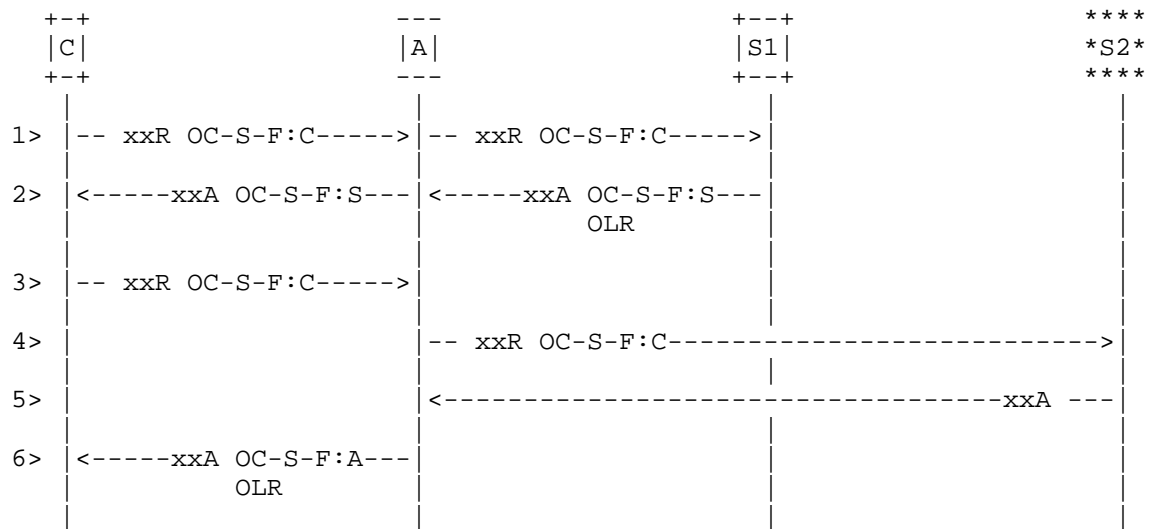 +-+ --- +--+ ****
|C| |A| |S1| *S2*
+-+ --- +--+ ****
| | | |
1> |-- xxR OC-S-F:C----->|-- xxR OC-S-F:C----->| |
| | | |
2> |<-----xxA OC-S-F:S---|<-----xxA OC-S-F:S---| |
| | OLR | |
| | | |
3> |-- xxR OC-S-F:C----->| | |
| | | |
4> | |-- xxR OC-S-F:C--------------------------->|
| | | |
5> | |<-----------------------------------xxA ---|
| | | |
6> |<-----xxA OC-S-F:A---| | |
| OLR | | |
| | | |